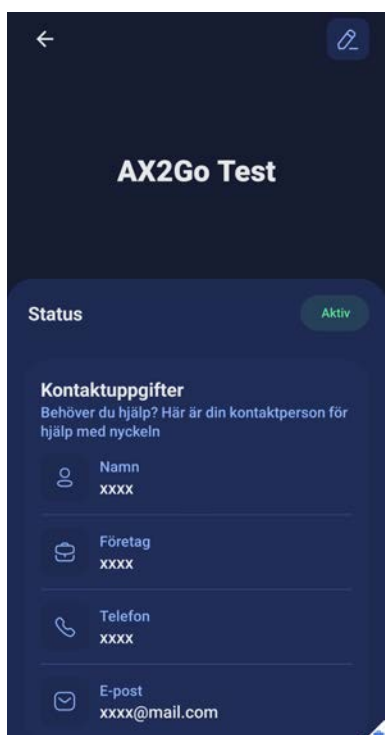 AX2Go Test
Status
Aktiv
Kontaktuppgifter
Behöver du hjälp? Här är din kontaktperson för
hjälp med nyckeln
Namn
xxxx
Företag
xxxx
Telefon
xxxx
E-post
xxxx@mail.com